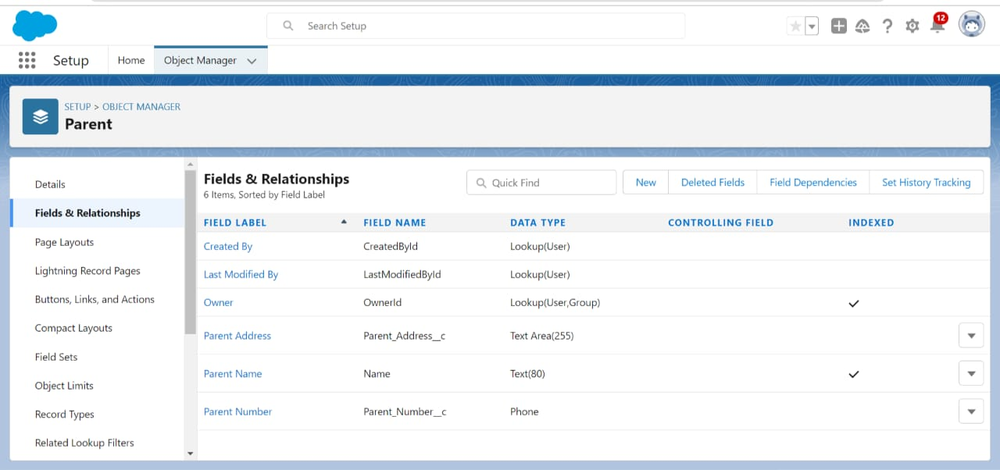 Search Setup
12
Setup
Home
Object Manager
SETUP > OBJECT MANAGER
Parent
Details
Fields & Relationships
Page Layouts
Lightning Record Pages
Buttons, Links, and Actions
Compact Layouts
Field Sets
Object Limits
Record Types
Related Lookup Filters
Fields & Relationships
6 Items, Sorted by Field Label
Quick Find
New
Deleted Fields
Field Dependencies
Set History Tracking
FIELD LABEL FIELD NAME DATA TYPE CONTROLLING FIELD INDEXED
Created By CreatedById Lookup(User)
Last Modified By LastModifiedById Lookup(User)
Owner OwnerId Lookup(User,Group)
Parent Address Parent_Address__c Text Area(255)
Parent Name Name Text(80)
Parent Number Parent_Number__c Phone